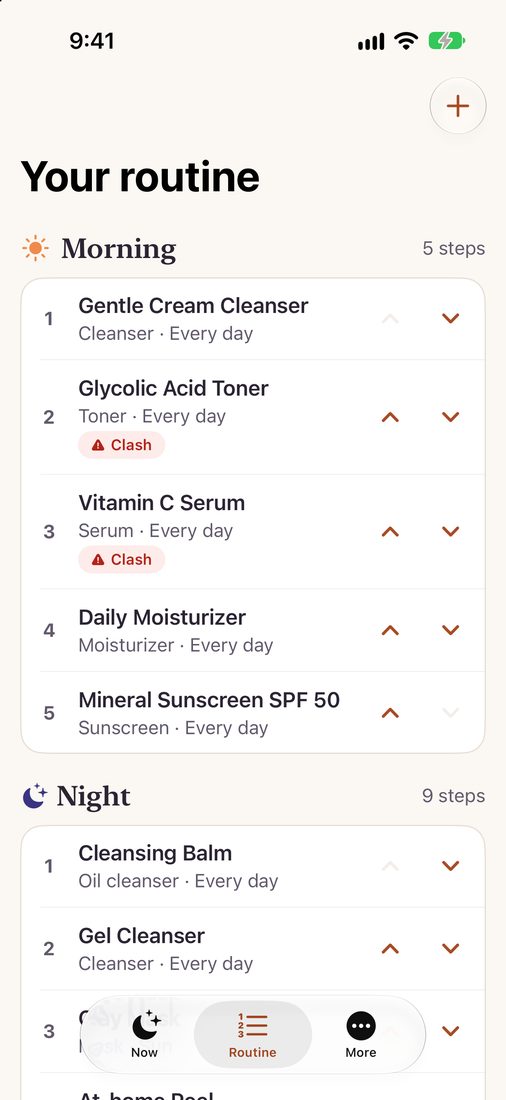 9:41
Your routine
Morning
5 steps
1
Gentle Cream Cleanser
Cleanser · Every day
2
Glycolic Acid Toner
Toner · Every day
Clash
3
Vitamin C Serum
Serum · Every day
Clash
4
Daily Moisturizer
Moisturizer · Every day
5
Mineral Sunscreen SPF 50
Sunscreen · Every day
Night
9 steps
1
Cleansing Balm
Oil cleanser · Every day
2
Gel Cleanser
Cleanser · Every day
3
Now
Routine
More
At-home Peel